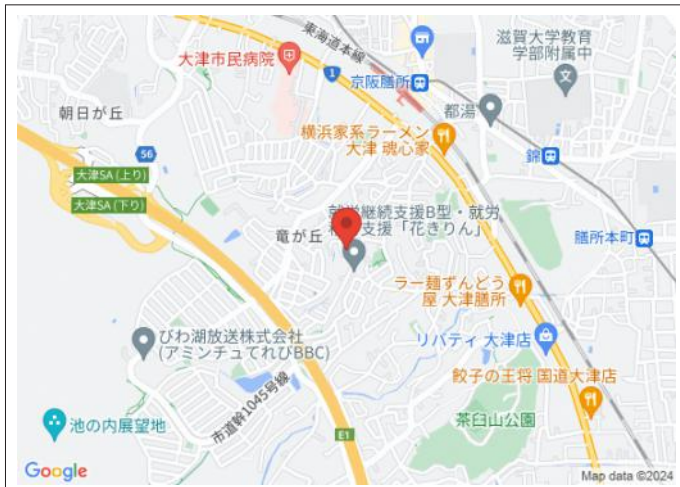 東海道本線
滋賀大学教育
学部附属中
大津市民病院
1
京阪膳所
都湯
朝日が丘
横浜家系ラーメン
大津 魂心家
錦
56
大津SA (上り)
大津SA (下り)
就労継続支援B型・就労
支援「花きりん」
竜が丘
膳所本町
ラー麺ずんどう
屋 大津膳所
びわ湖放送株式会社
(アミンチュてれびBBC)
リバティ 大津店
餃子の王将 国道大津店
市道幹1045号線
池の内展望地
茶臼山公園
E1
Google
Map data ©2024